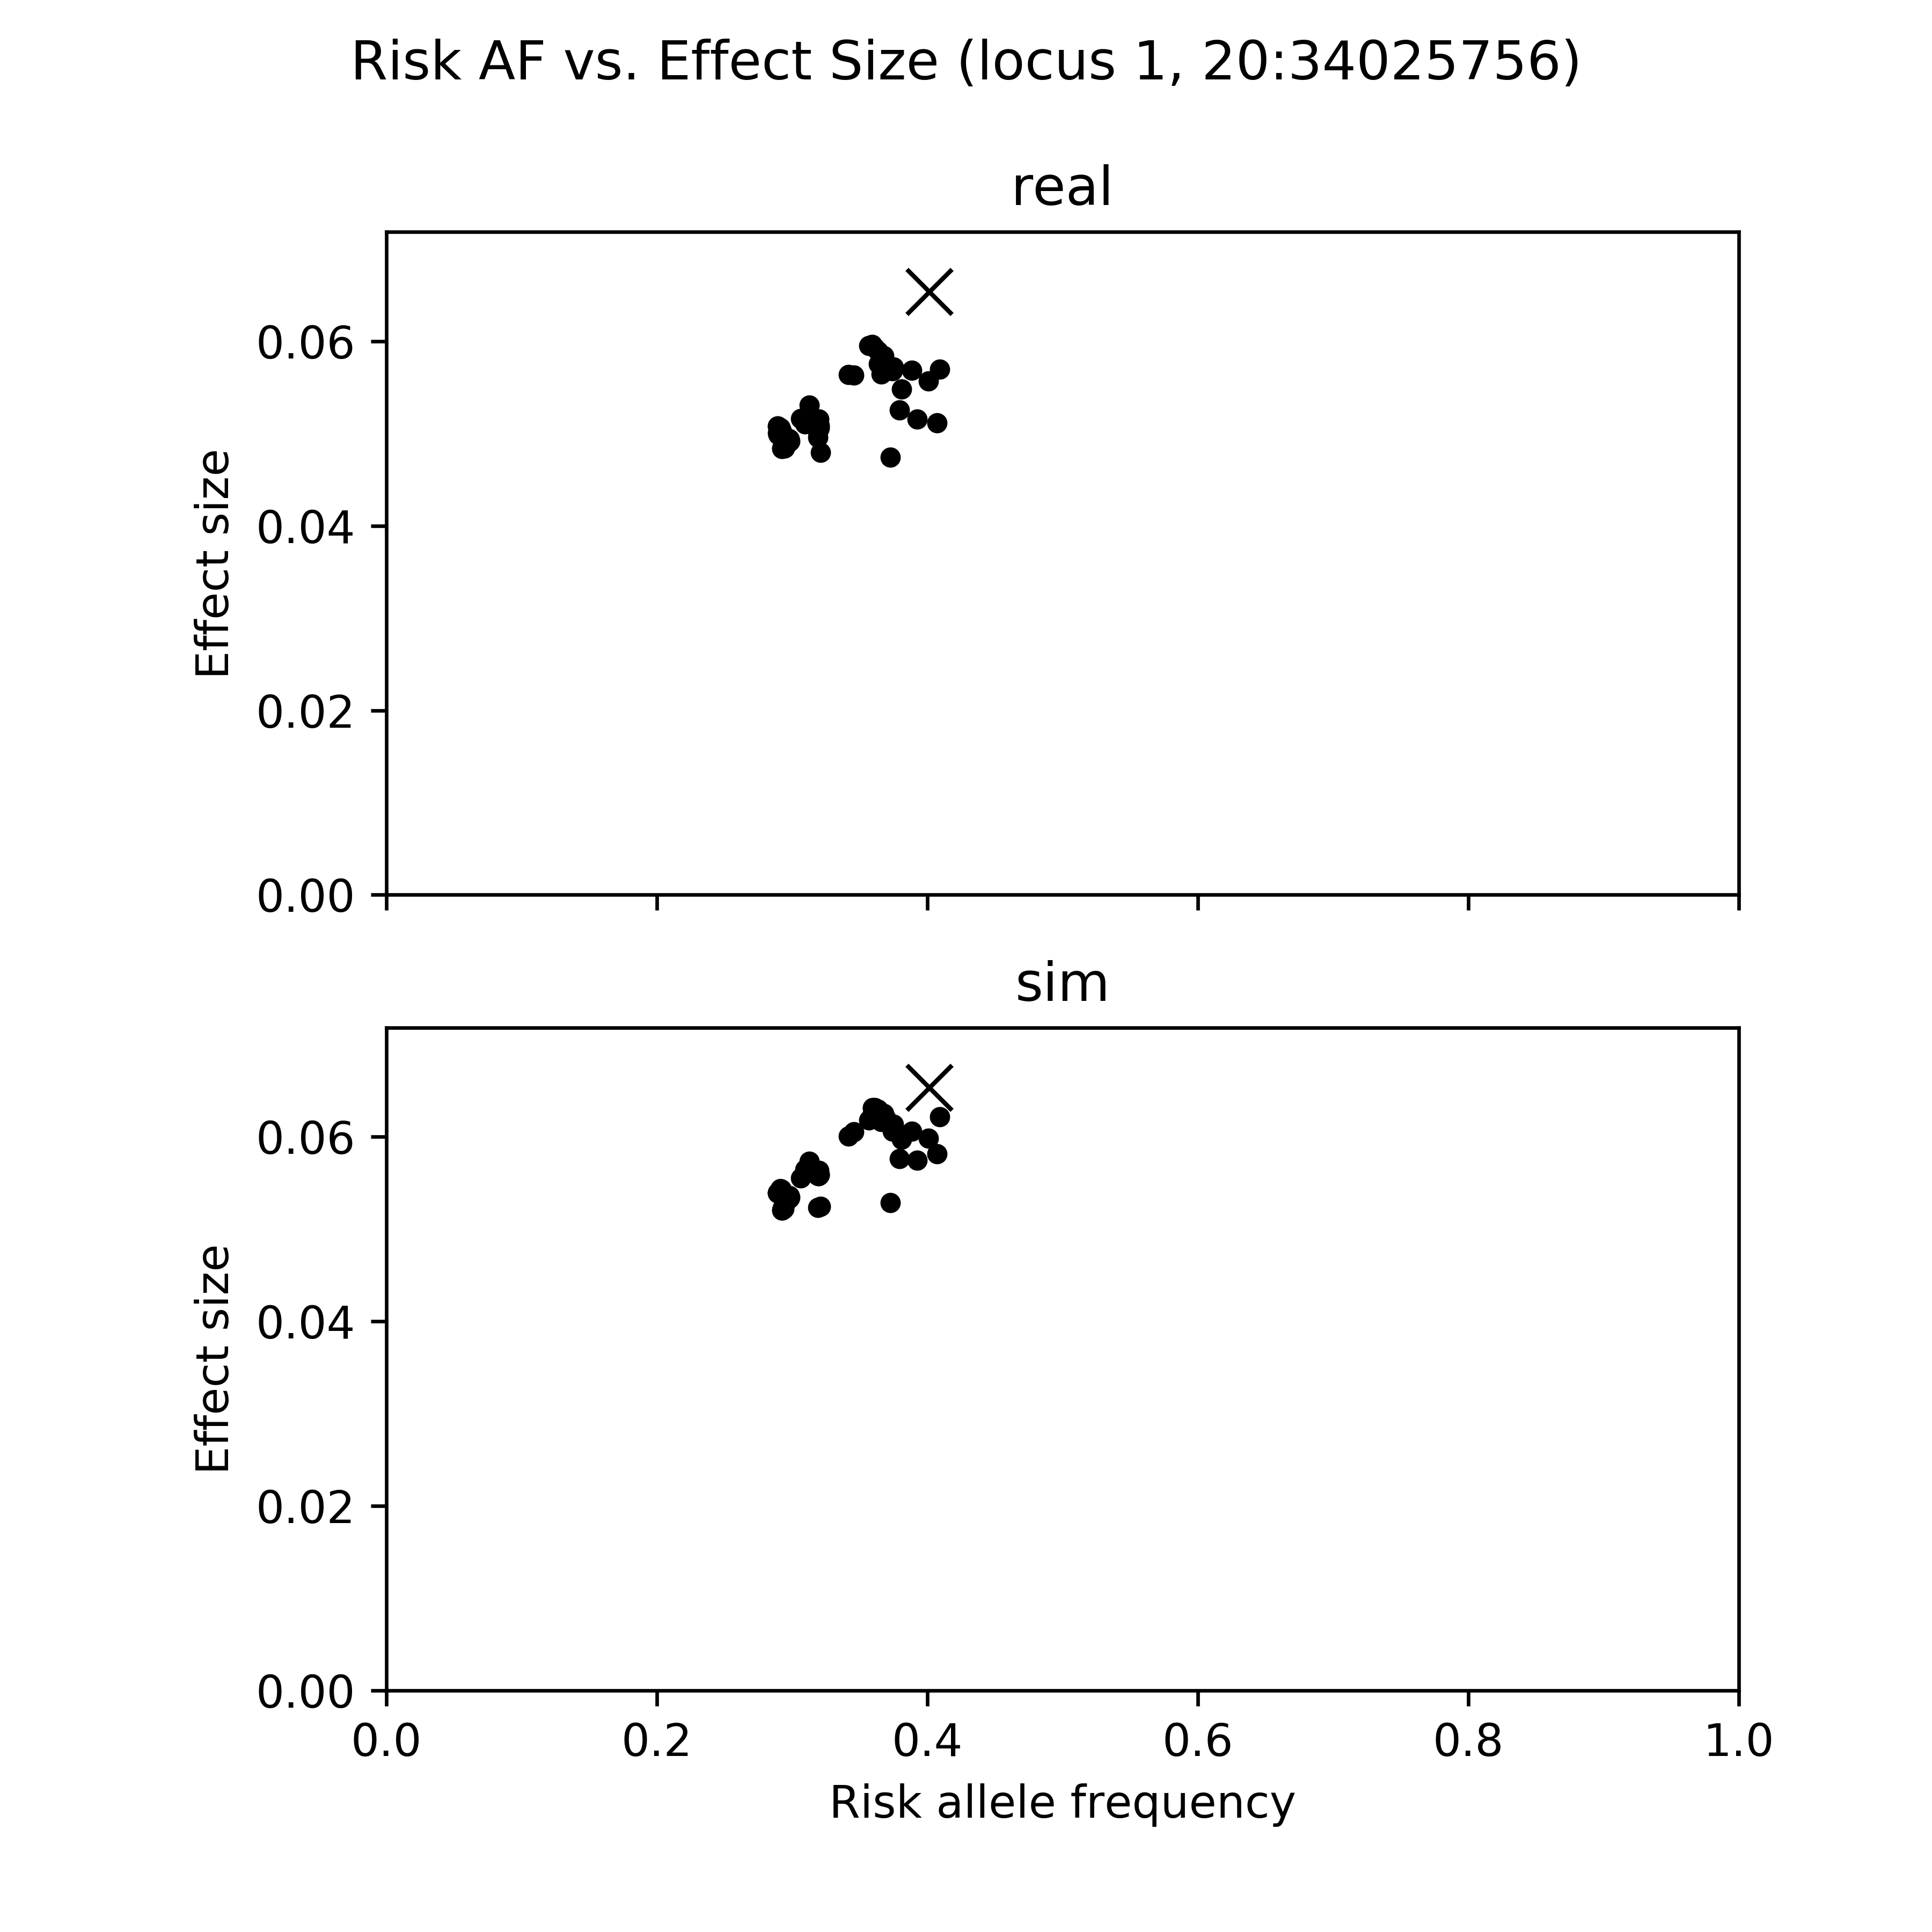 Risk AF vs. Effect Size (locus 1, 20:34025756)
real
0.06
0.04
0.02
0.00
Effect size
sim
0.06
0.04
0.02
0.00
Effect size
0.0 0.2 0.4 0.6 0.8 1.0
Risk allele frequency